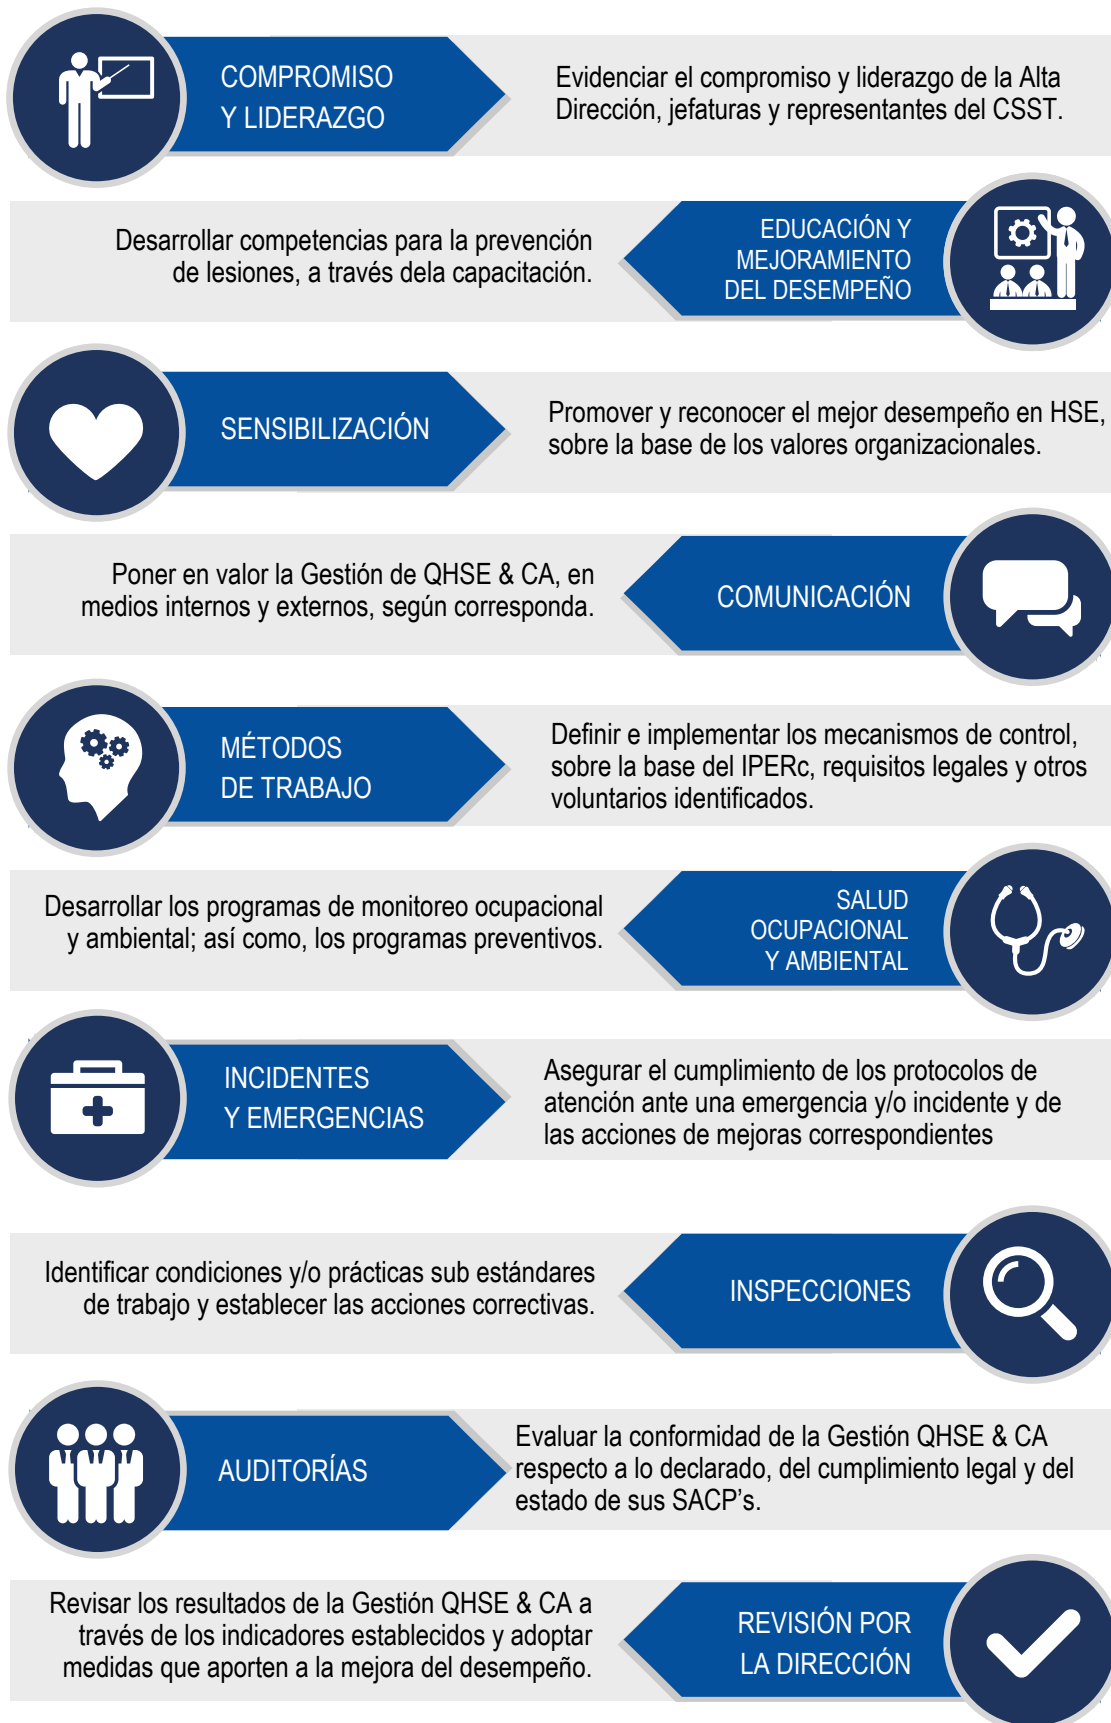 COMPROMISO
Y LIDERAZGO
Evidenciar el compromiso y liderazgo de la Alta
Dirección, jefaturas y representantes del CSST.
Desarrollar competencias para la prevención
de lesiones, a través dela capacitación.
EDUCACIÓN Y
MEJORAMIENTO
DEL DESEMPEÑO
SENSIBILIZACIÓN
Promover y reconocer el mejor desempeño en HSE,
sobre la base de los valores organizacionales.
Poner en valor la Gestión de QHSE & CA, en
medios internos y externos, según corresponda.
COMUNICACIÓN
MÉTODOS
DE TRABAJO
Definir e implementar los mecanismos de control,
sobre la base del IPERc, requisitos legales y otros
voluntarios identificados.
Desarrollar los programas de monitoreo ocupacional
y ambiental; así como, los programas preventivos.
SALUD
OCUPACIONAL
Y AMBIENTAL
INCIDENTES
Y EMERGENCIAS
Asegurar el cumplimiento de los protocolos de
atención ante una emergencia y/o incidente y de
las acciones de mejoras correspondientes
Identificar condiciones y/o prácticas sub estándares
de trabajo y establecer las acciones correctivas.
INSPECCIONES
AUDITORÍAS
Evaluar la conformidad de la Gestión QHSE & CA
respecto a lo declarado, del cumplimiento legal y del
estado de sus SACP's.
Revisar los resultados de la Gestión QHSE & CA a
través de los indicadores establecidos y adoptar
medidas que aporten a la mejora del desempeño.
REVISIÓN POR
LA DIRECCIÓN